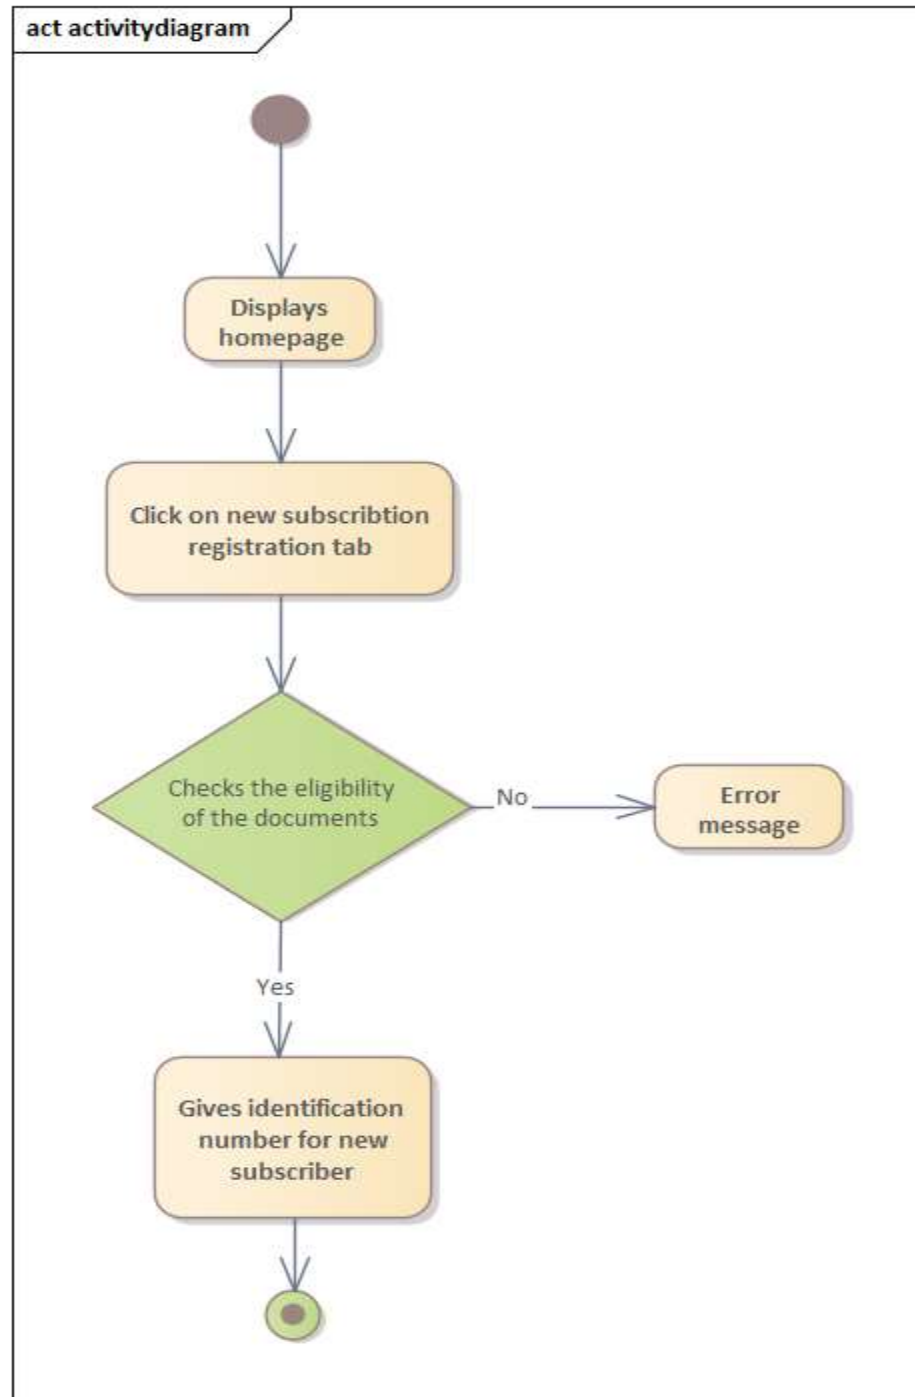 act activitydiagram
Displays
homepage
Click on new subscribtion
registration tab
Checks the eligibility
of the documents
No
Error
message
Yes
Gives identification
number for new
subscriber